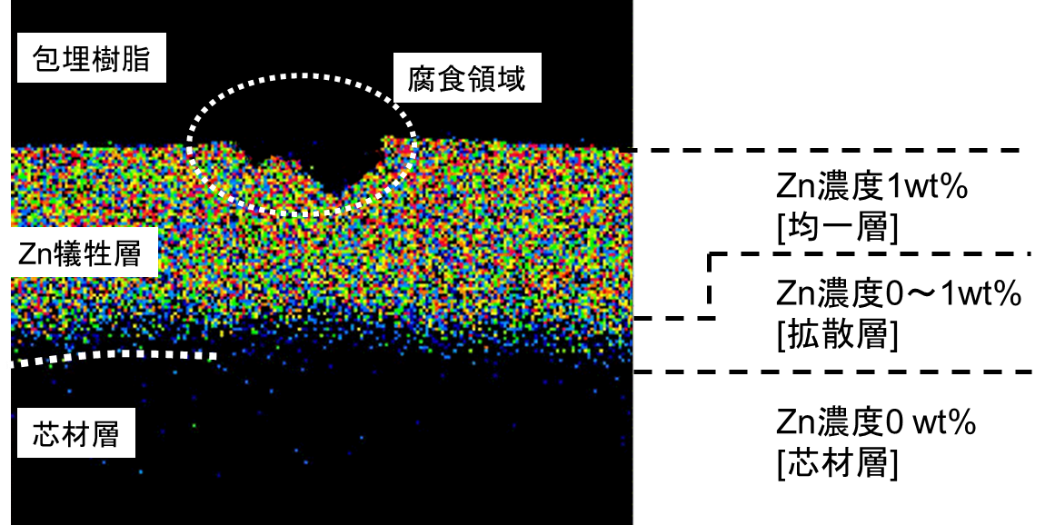 包埋樹脂
腐食領域
Zn犠牲層
芯材層
Zn濃度1wt%
[均一層]
Zn濃度0～1wt%
[拡散層]
Zn濃度0 wt%
[芯材層]